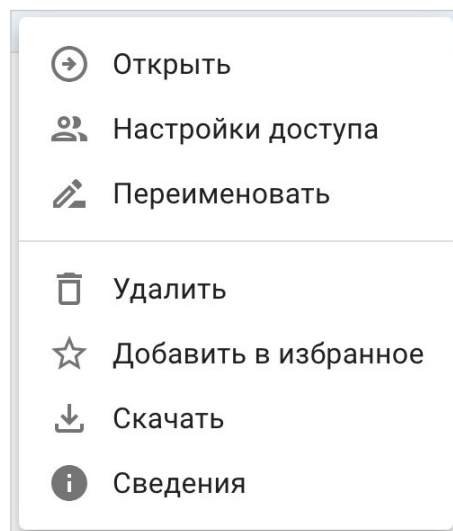 Открыть
Настройки доступа
Переименовать
Удалить
Добавить в избранное
Скачать
Сведения